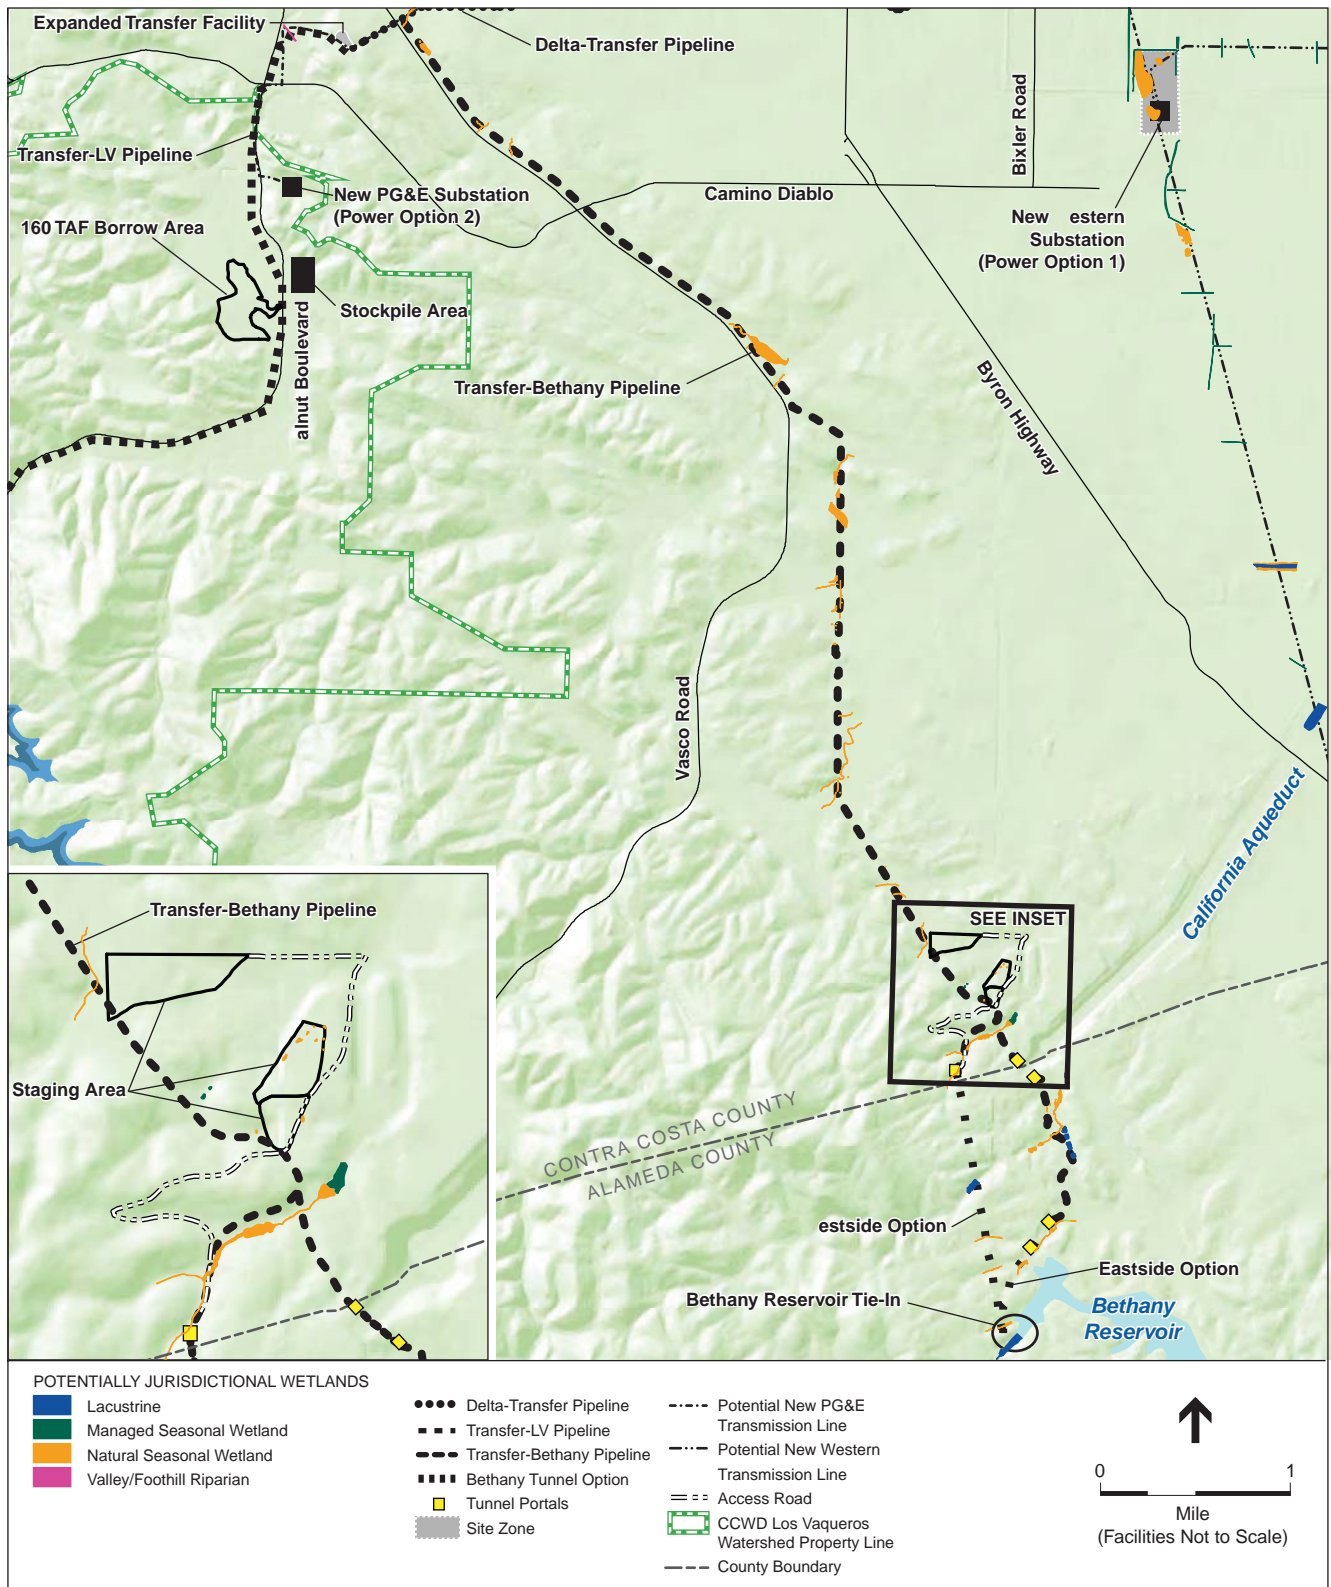 Expanded Transfer Facility
Delta-Transfer Pipeline
Bixler Road
Transfer-LV Pipeline
New PG&E Substation
(Power Option 2)
Camino Diablo
160 TAF Borrow Area
New estern
Substation
(Power Option 1)
Stockpile Area
alnut Boulevard
Transfer-Bethany Pipeline
Byron Highway
Vasco Road
California Aqueduct
Transfer-Bethany Pipeline
SEE INSET
Staging Area
CONTRA COSTA COUNTY
ALAMEDA COUNTY
estside Option
Eastside Option
Bethany Reservoir Tie-In
Bethany
Reservoir
POTENTIALLY JURISDICTIONAL WETLANDS
Lacustrine
Managed Seasonal Wetland
Natural Seasonal Wetland
Valley/Foothill Riparian
Delta-Transfer Pipeline
Transfer-LV Pipeline
Transfer-Bethany Pipeline
Bethany Tunnel Option
Tunnel Portals
Site Zone
Potential New PG&E
Transmission Line
Potential New Western
Transmission Line
Access Road
CCWD Los Vaqueros
Watershed Property Line
County Boundary
0 1
Mile
(Facilities Not to Scale)